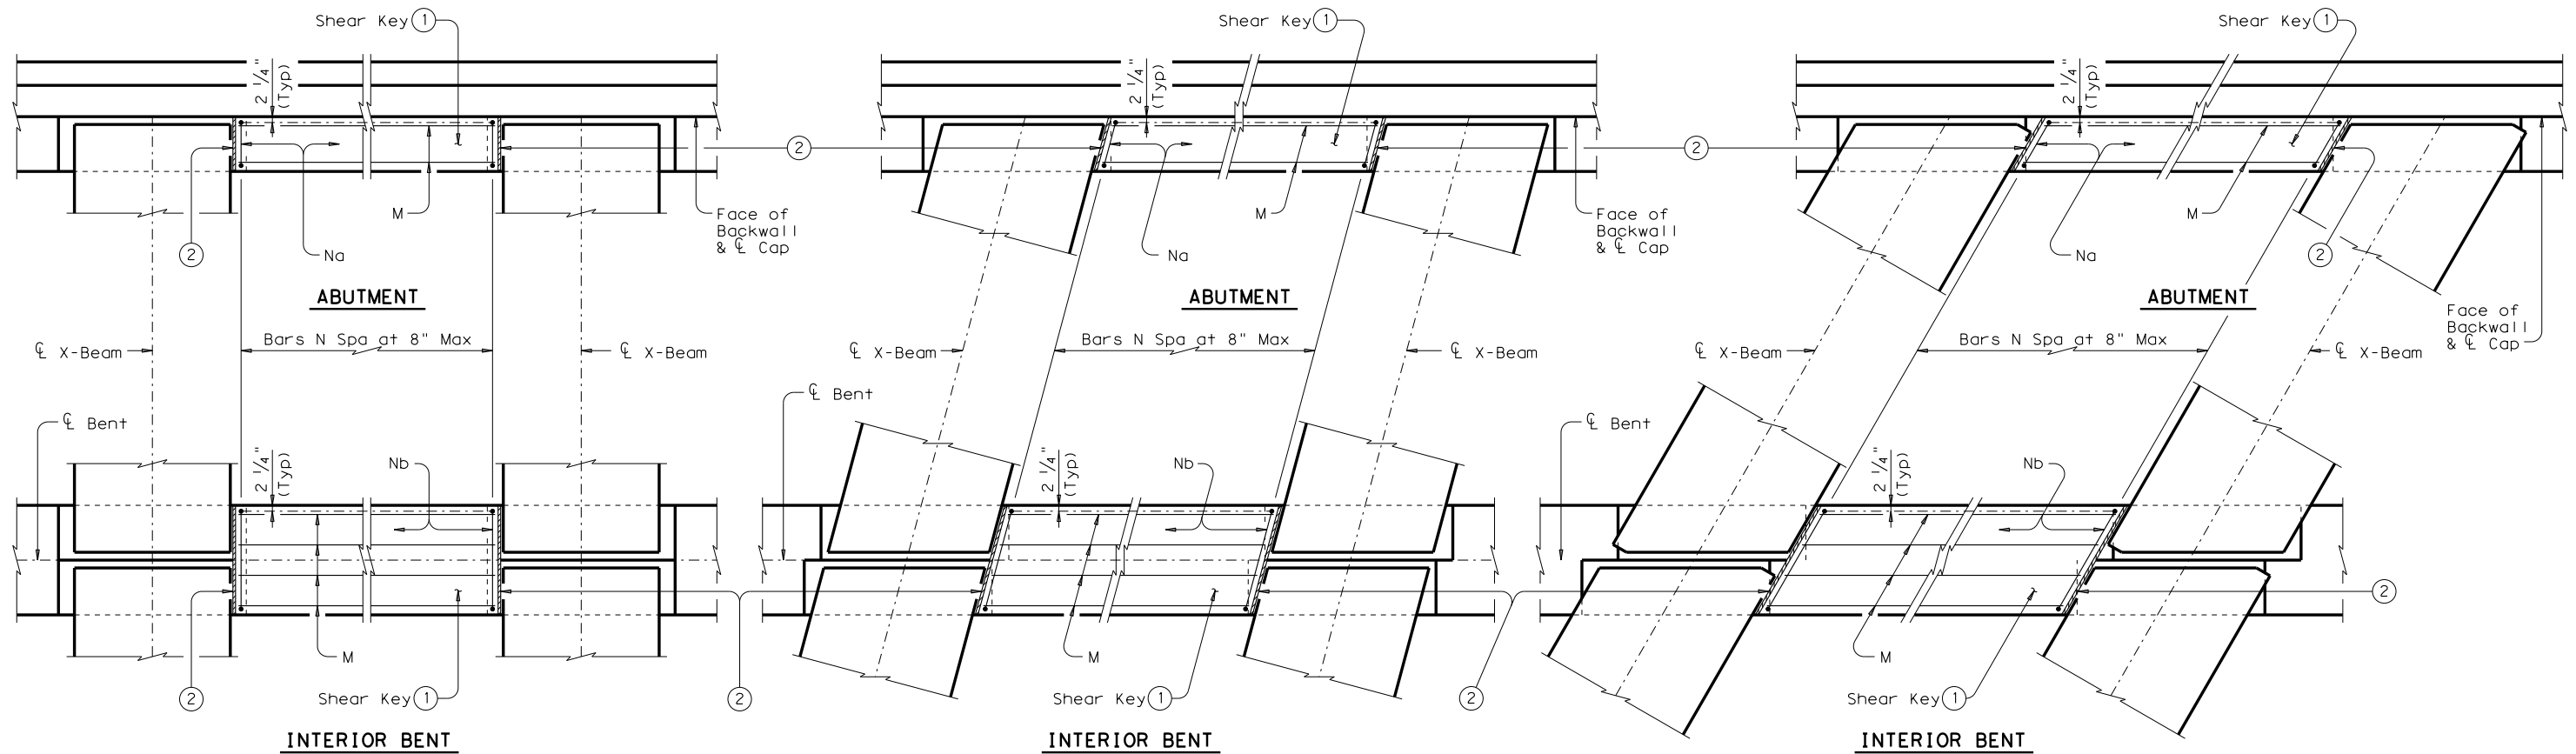 Shear Key 1
2 1/4"
(Typ)
2
M
Na
Face of
Backwall
& ℄ Cap
ABUTMENT
℄ X-Beam
Bars N Spa at 8" Max
℄ X-Beam
℄ Bent
2 1/4"
(Typ)
Nb
2
M
Shear Key 1
2
INTERIOR BENT
Shear Key 1
2 1/4"
(Typ)
2
M
Na
Face of
Backwall
& ℄ Cap
ABUTMENT
℄ X-Beam
Bars N Spa at 8" Max
℄ X-Beam
℄ Bent
2 1/4"
(Typ)
Nb
M
Shear Key 1
2
INTERIOR BENT
Shear Key 1
2 1/4"
(Typ)
2
M
Na
2
ABUTMENT
Face of
Backwall
& ℄ Cap
℄ X-Beam
Bars N Spa at 8" Max
℄ X-Beam
℄ Bent
2 1/4"
(Typ)
Nb
2
M
Shear Key 1
INTERIOR BENT